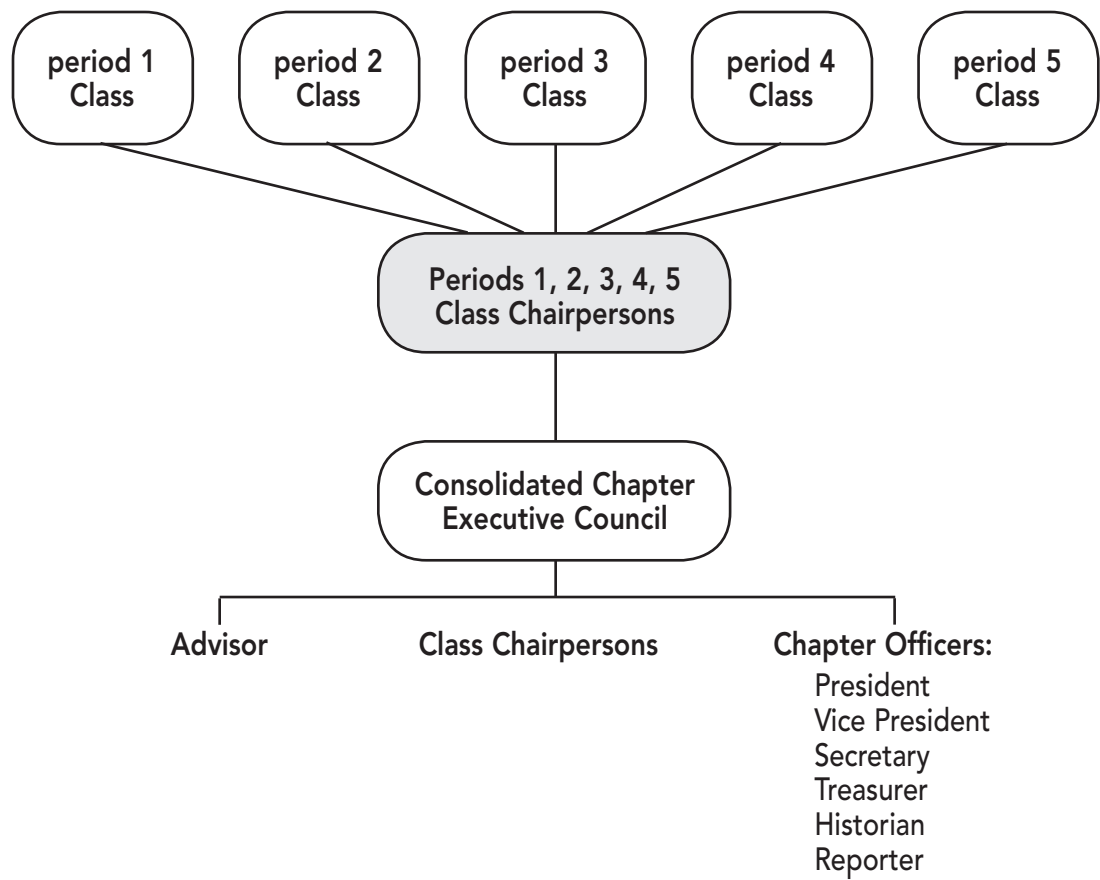 period 1
Class
period 2
Class
period 3
Class
period 4
Class
period 5
Class
Periods 1, 2, 3, 4, 5
Class Chairpersons
Consolidated Chapter
Executive Council
Advisor
Class Chairpersons
Chapter Officers:
President
Vice President
Secretary
Treasurer
Historian
Reporter